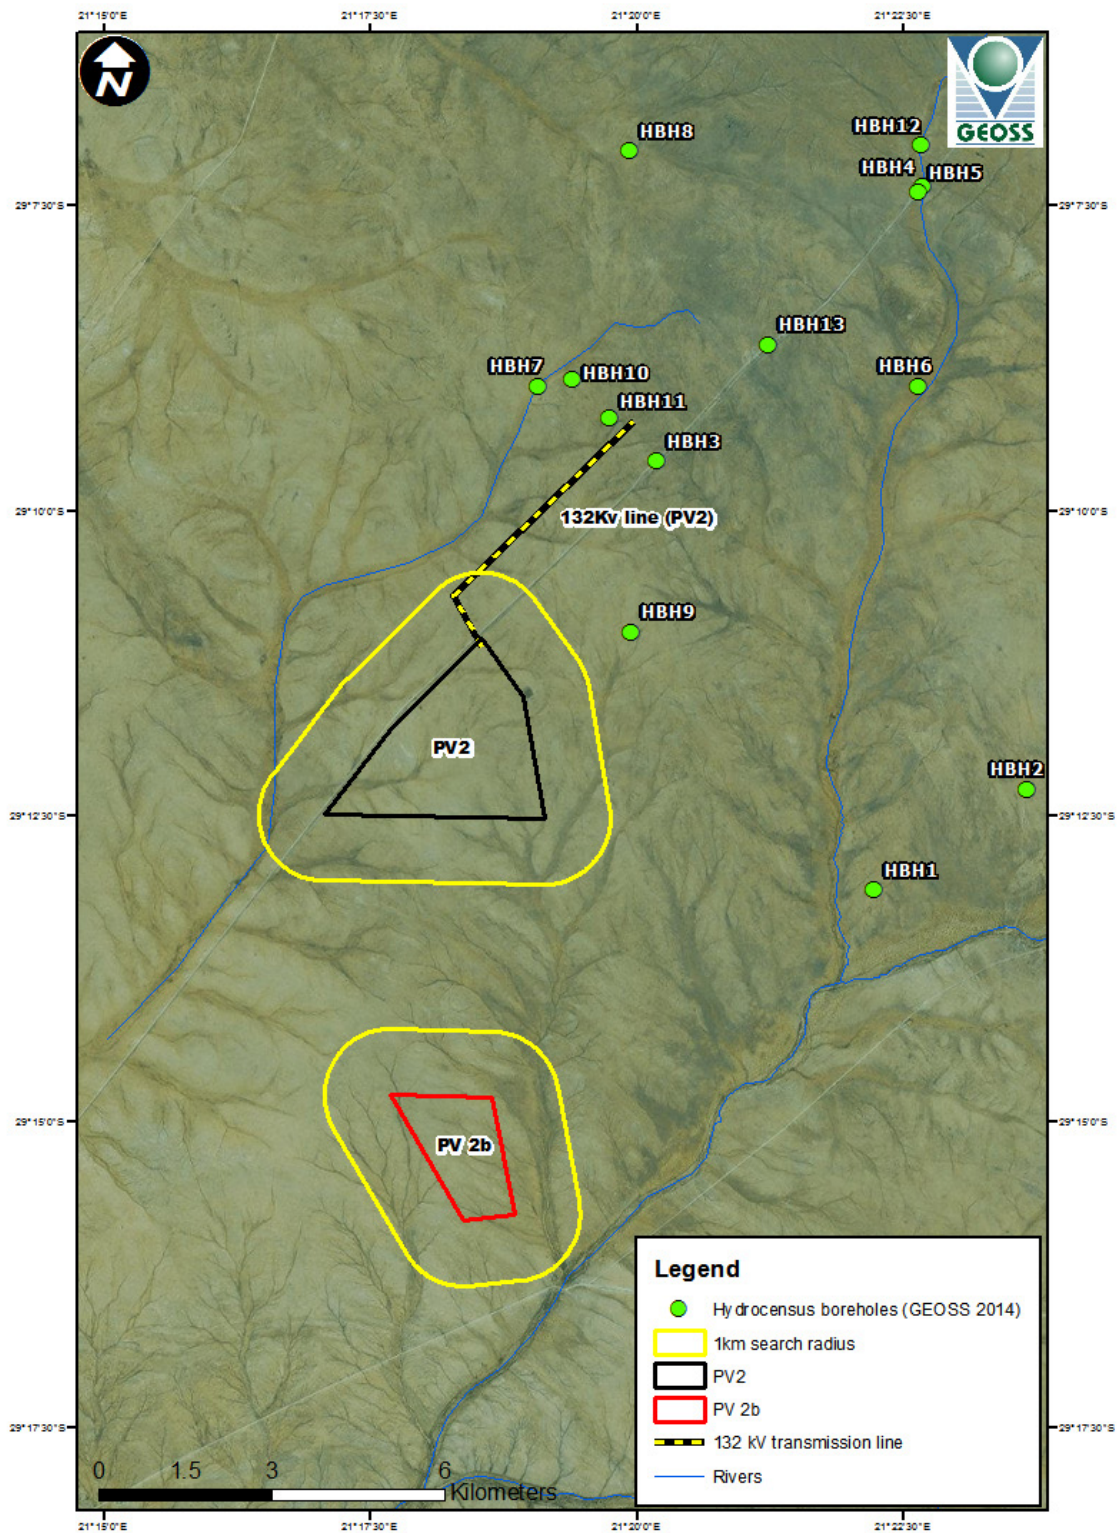 21°15'0"E 21°17'30"E 21°20'0"E 21°22'30"E
N
GEOSS
HBH8
HBH12
HBH4
HBH5
29°7'30"S 29°7'30"S
HBH13
HBH7
HBH10
HBH6
HBH11
HBH3
29°10'0"S 29°10'0"S
132Kv line (PV2)
HBH9
PV2
HBH2
29°12'30"S 29°12'30"S
HBH1
29°15'0"S 29°15'0"S
PV 2b
Legend
Hydrocensus boreholes (GEOSS 2014)
1km search radius
PV2
PV 2b
132 kV transmission line
Rivers
29°17'30"S 29°17'30"S
0 1.5 3 6
Kilometers
21°15'0"E 21°17'30"E 21°20'0"E 21°22'30"E